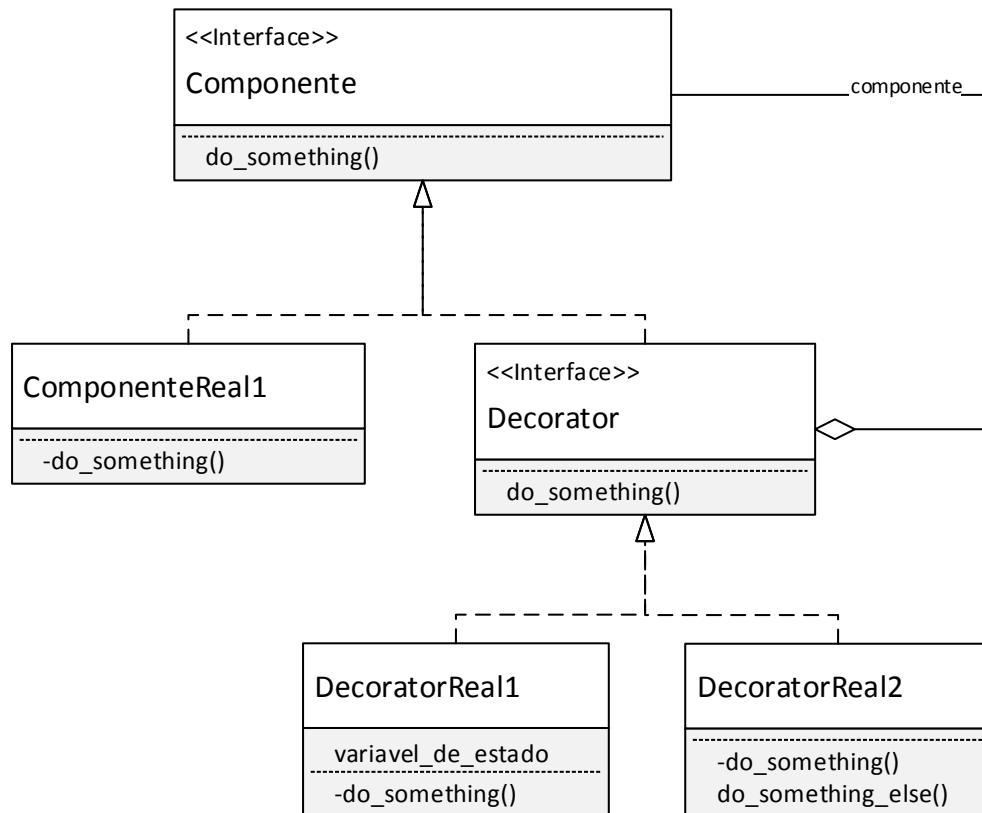 <<Interface>>
Componente
componente
do_something()
ComponenteReal1
-do_something()
<<Interface>>
Decorator
do_something()
DecoratorReal1
variavel_de_estado
-do_something()
DecoratorReal2
-do_something()
do_something_else()